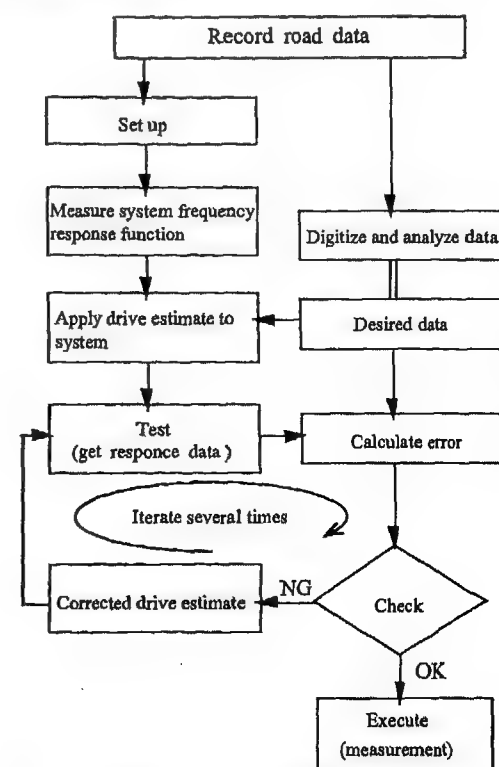 Record road data
Set up
Measure system frequency
response function
Digitize and analyze data
Apply drive estimate to
system
Desired data
Test
(get responce data)
Calculate error
Iterate several times
Corrected drive estimate
NG
Check
OK
Execute
(measurement)